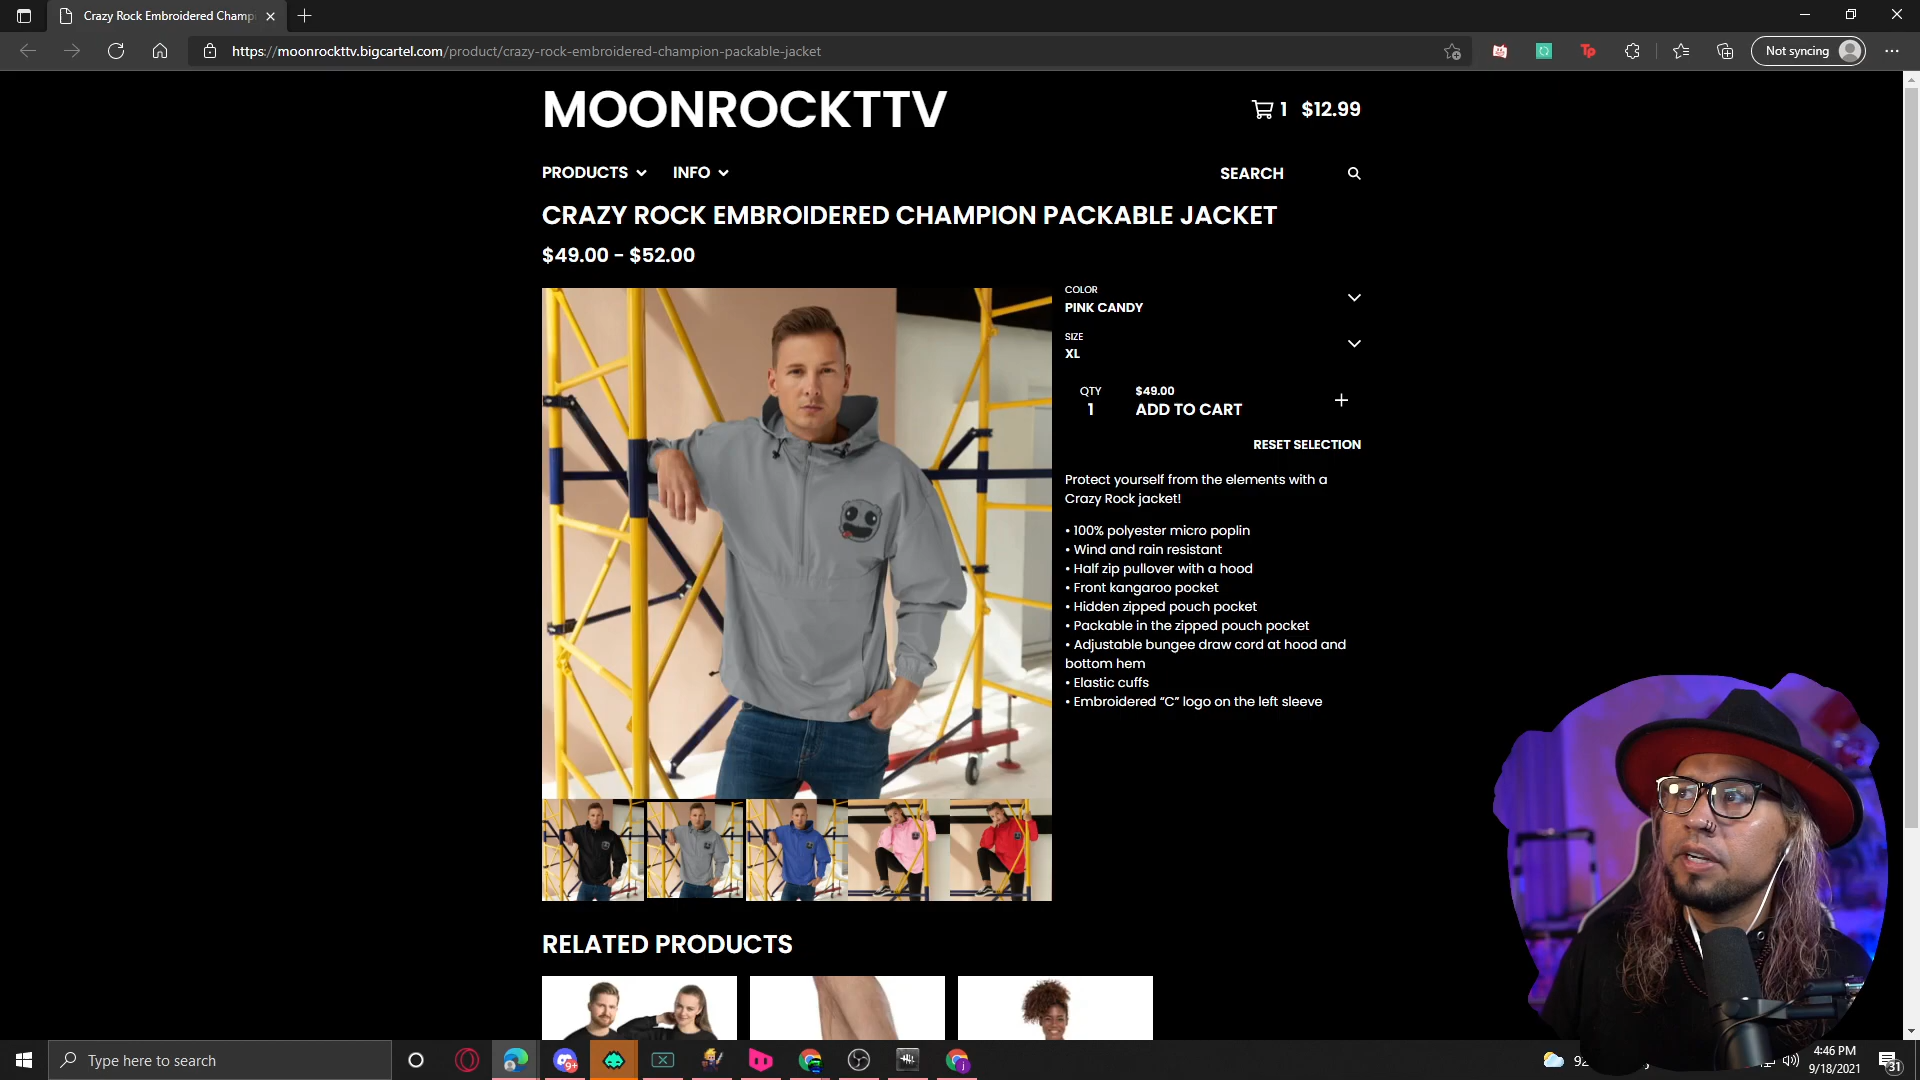 Crazy Rock Embroidered Champ
https://moonrockttv.bigcartel.com/product/crazy-rock-embroidered-champion-packable-jacket
Not syncing
MOONROCKTTV
1 $12.99
PRODUCTS INFO
SEARCH
CRAZY ROCK EMBROIDERED CHAMPION PACKABLE JACKET
$49.00 - $52.00
COLOR
PINK CANDY
SIZE
XL
QTY
1
$49.00
ADD TO CART
RESET SELECTION
Protect yourself from the elements with a
Crazy Rock jacket!
• 100% polyester micro poplin
• Wind and rain resistant
• Half zip pullover with a hood
• Front kangaroo pocket
• Hidden zipped pouch pocket
• Packable in the zipped pouch pocket
• Adjustable bungee draw cord at hood and
bottom hem
• Elastic cuffs
• Embroidered “C” logo on the left sleeve
RELATED PRODUCTS
Type here to search
9+
4:46 PM
9/18/2021
31